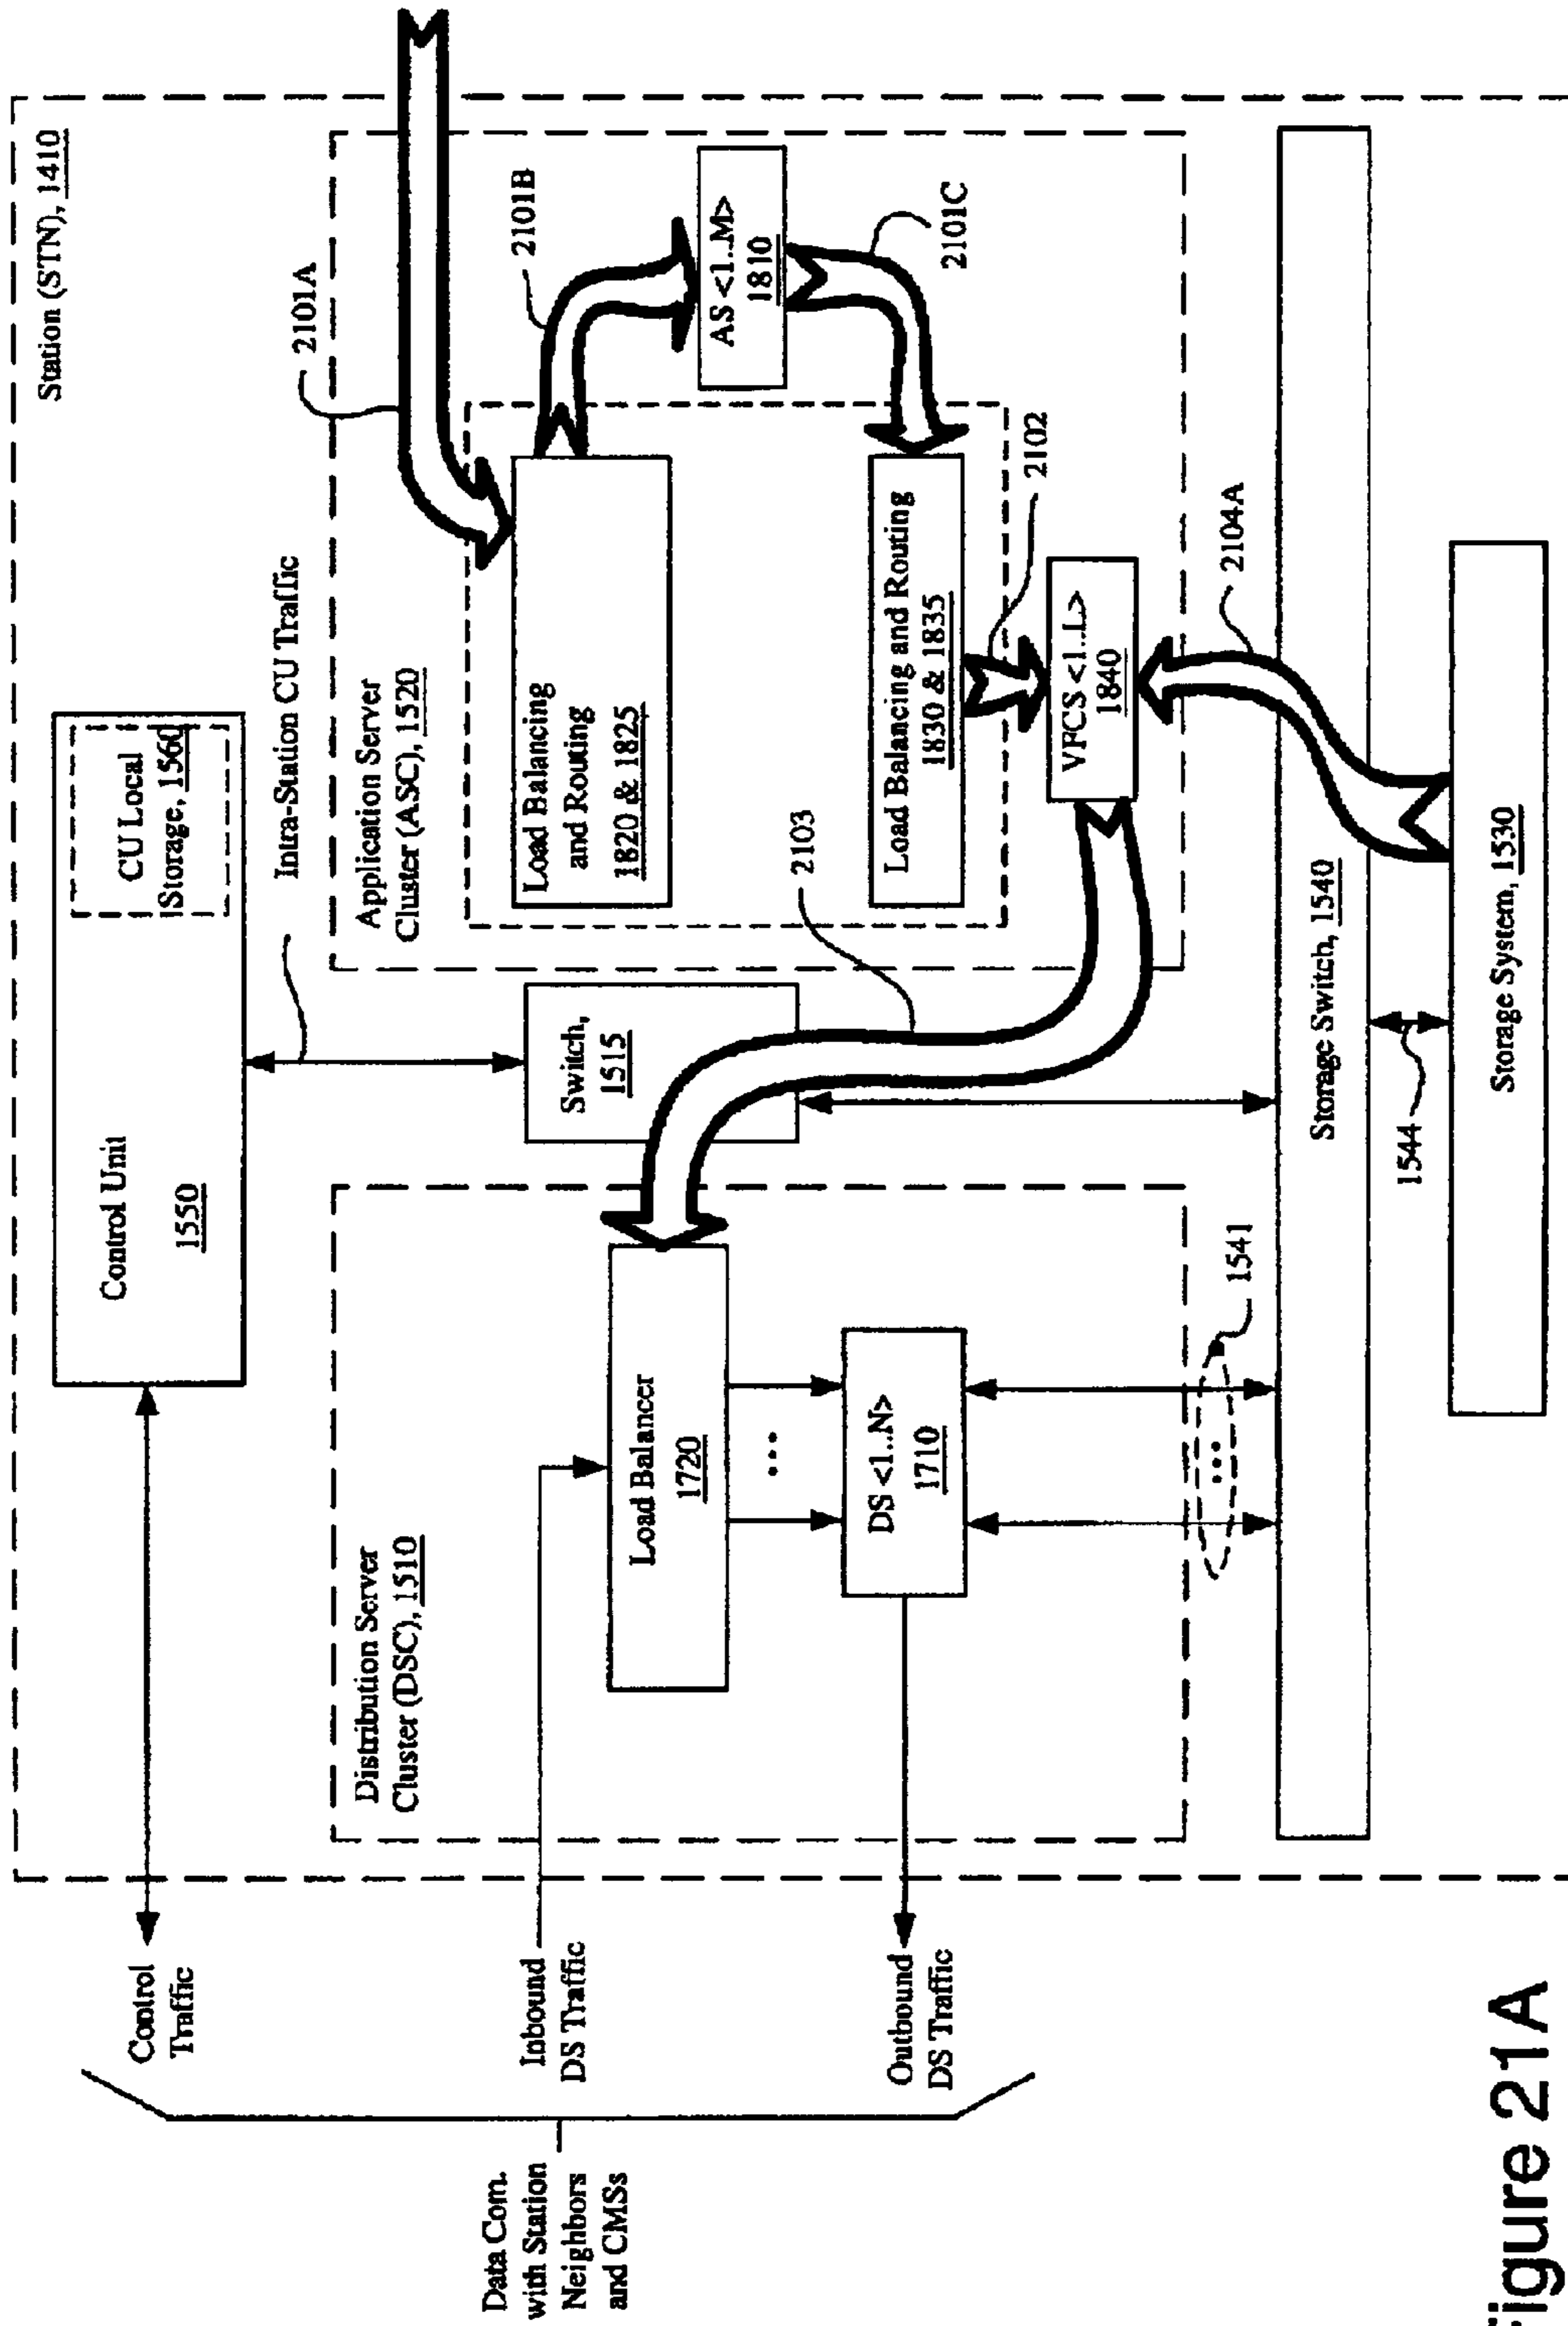 Station (STN), 1410
Control Unit
1550
CU Local
Storage, 1560
Control
Traffic
Intra-Station CU Traffic
2101A
Distribution Server
Cluster (DSC), 1510
Application Server
Cluster (ASC), 1520
Switch,
1515
Load Balancing
and Routing
1820 & 1825
2101B
AS <1..M>
1810
2101C
Data Com.
with Station
Neighbors
and CMSs
Inbound
DS Traffic
Load Balancer
1720
...
DS <1..N>
1710
Outbound
DS Traffic
2103
Load Balancing and Routing
1830 & 1835
2102
VFCS <1..L>
1840
2104A
...
1541
Storage Switch, 1540
1544
Storage System, 1530
Figure 21A